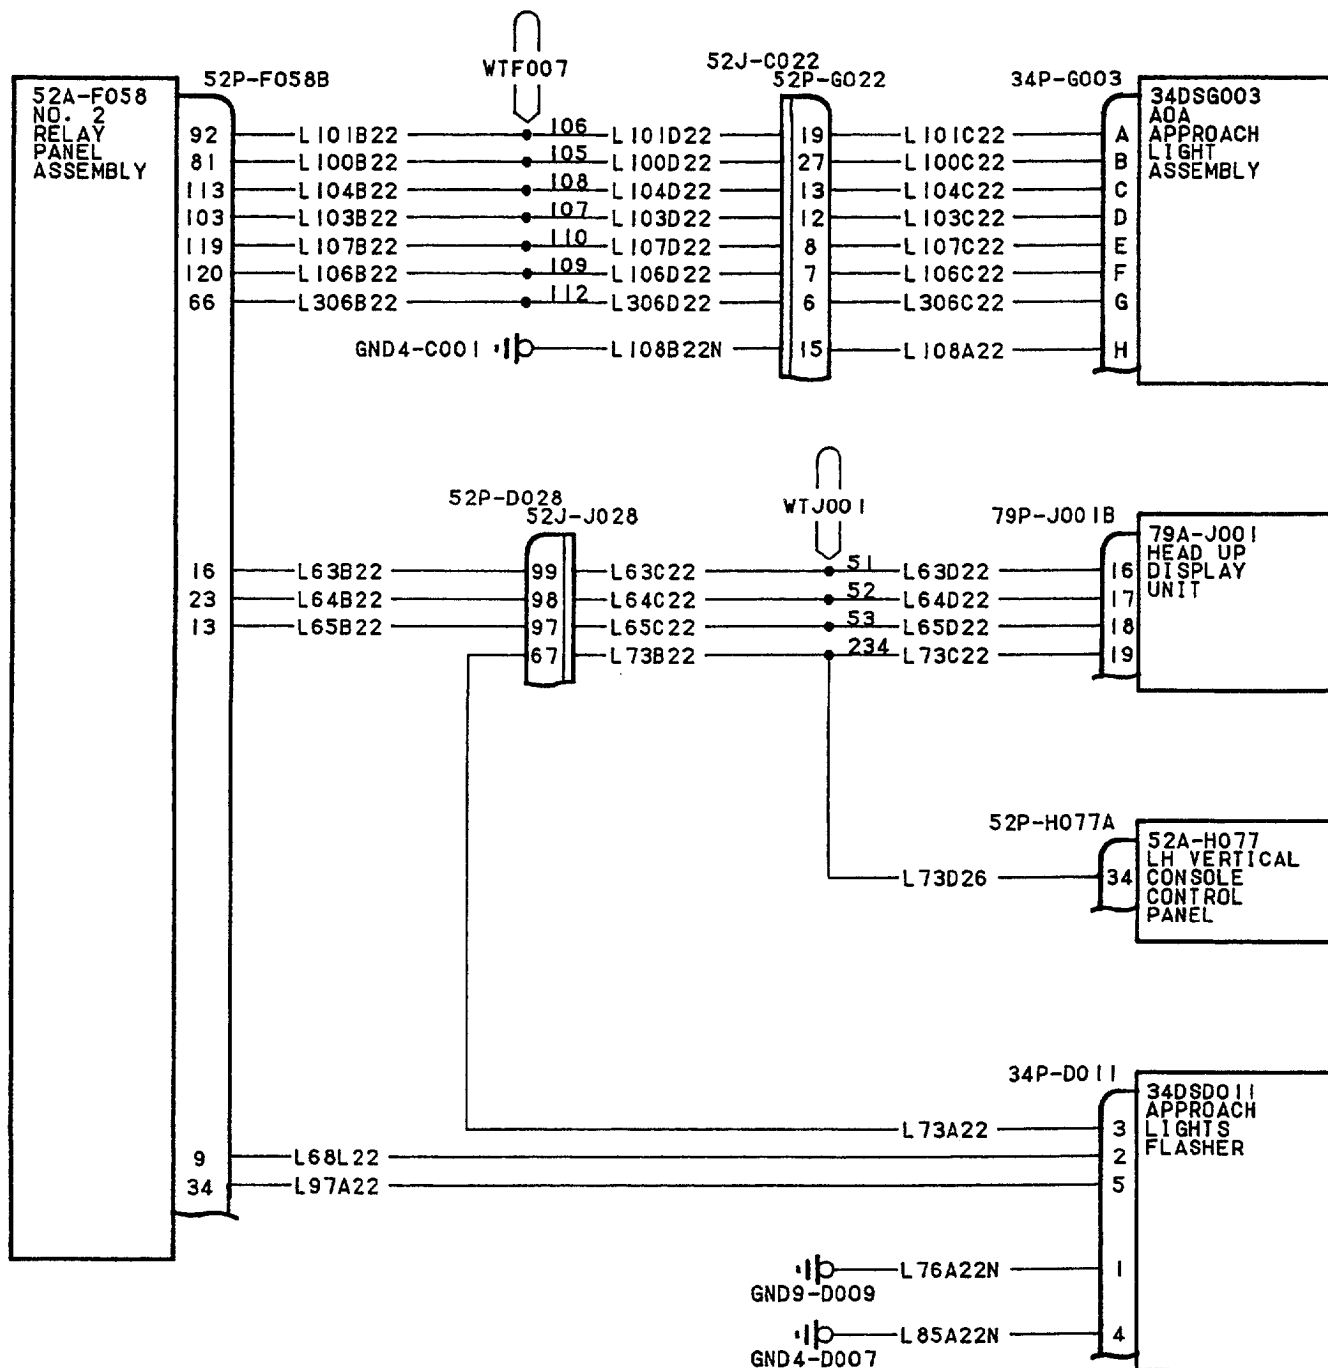 WTF007
52J-C022
52P-F058B
52P-G022
34P-G003
52A-F058
NO. 2
RELAY
PANEL
ASSEMBLY
34DSG003
AOA
APPROACH
LIGHT
ASSEMBLY
92 L101B22 106 L101D22 19 L101C22 A
81 L100B22 105 L100D22 27 L100C22 B
113 L104B22 108 L104D22 13 L104C22 C
103 L103B22 107 L103D22 12 L103C22 D
119 L107B22 110 L107D22 8 L107C22 E
120 L106B22 109 L106D22 7 L106C22 F
66 L306B22 112 L306D22 6 L306C22 G
GND4-C001 L108B22N 15 L108A22 H
52P-D028
52J-J028
WTJ001
79P-J001B
79A-J001
HEAD UP
DISPLAY
UNIT
16 L63B22 99 L63C22 51 L63D22 16
23 L64B22 98 L64C22 52 L64D22 17
13 L65B22 97 L65C22 53 L65D22 18
67 L73B22 234 L73C22 19
52P-H077A
52A-H077
LH VERTICAL
CONSOLE
CONTROL
PANEL
L73D26 34
34P-D011
34DSD011
APPROACH
LIGHTS
FLASHER
L73A22 3
9 L68L22 2
34 L97A22 5
L76A22N 1
GND9-D009
L85A22N 4
GND4-D007